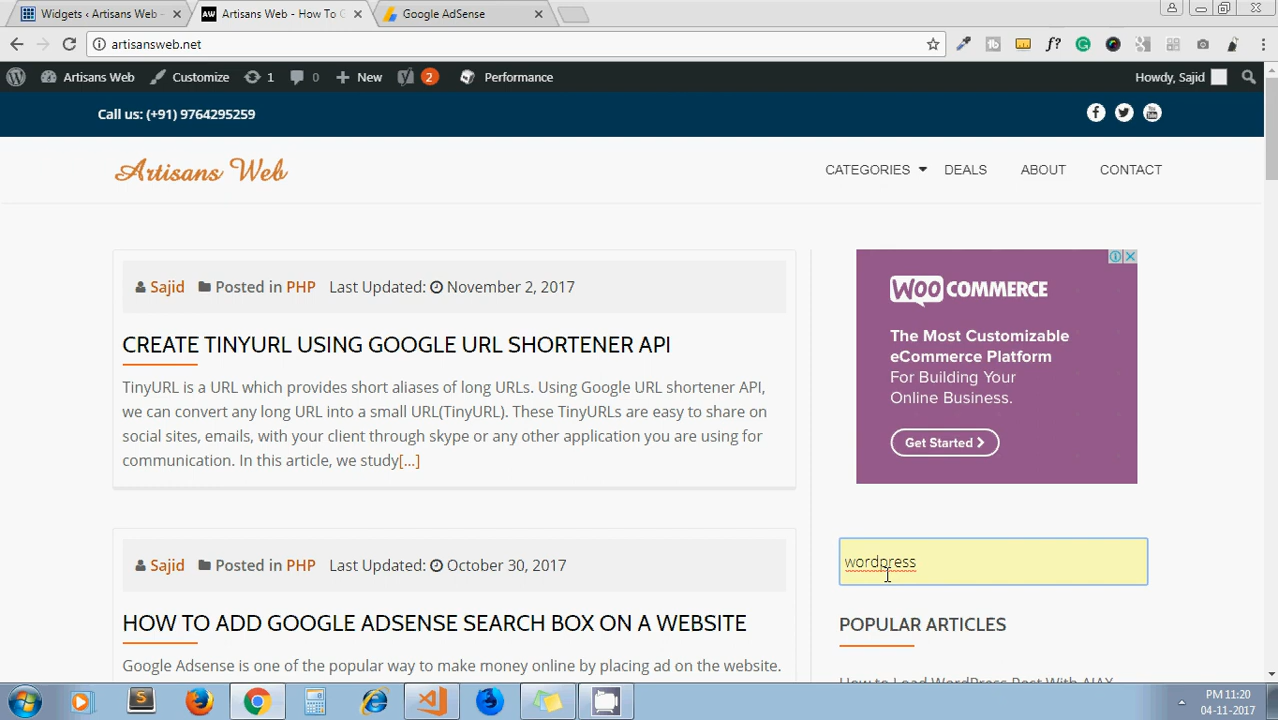 Widgets ‹ Artisans Web -
Artisans Web - How To G
Google AdSense
artisansweb.net
f?
Artisans Web
Customize
1
0
New
2
Performance
Howdy, Sajid
Call us: (+91) 9764295259
Artisans Web
CATEGORIES
DEALS
ABOUT
CONTACT
Sajid Posted in PHP Last Updated: November 2, 2017
CREATE TINYURL USING GOOGLE URL SHORTENER API
TinyURL is a URL which provides short aliases of long URLs. Using Google URL shortener API,
we can convert any long URL into a small URL(TinyURL). These TinyURLs are easy to share on
social sites, emails, with your client through skype or any other application you are using for
communication. In this article, we study[...]
Sajid Posted in PHP Last Updated: October 30, 2017
HOW TO ADD GOOGLE ADSENSE SEARCH BOX ON A WEBSITE
Google Adsense is one of the popular way to make money online by placing ad on the website.
WOO COMMERCE
The Most Customizable
eCommerce Platform
For Building Your
Online Business.
Get Started
wordpress
POPULAR ARTICLES
How to Load WordPress Post With AJAX
PM 11:20
04-11-2017